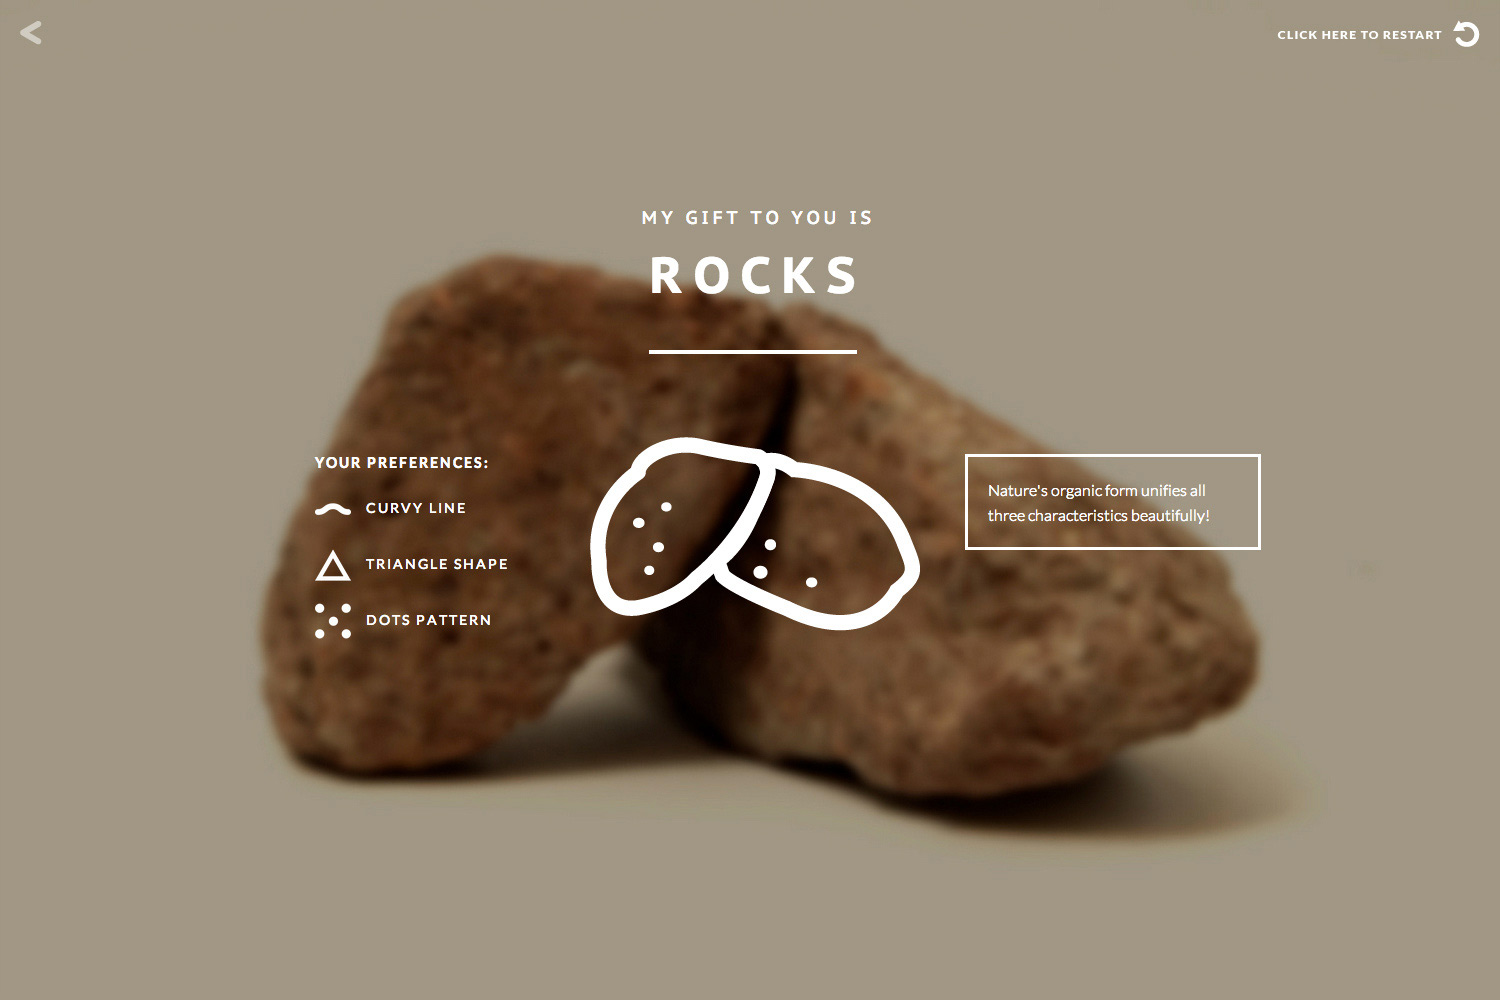 CLICK HERE TO RESTART
MY GIFT TO YOU IS
ROCKS
YOUR PREFERENCES:
CURVY LINE
TRIANGLE SHAPE
DOTS PATTERN
Nature's organic form unifies all
three characteristics beautifully!